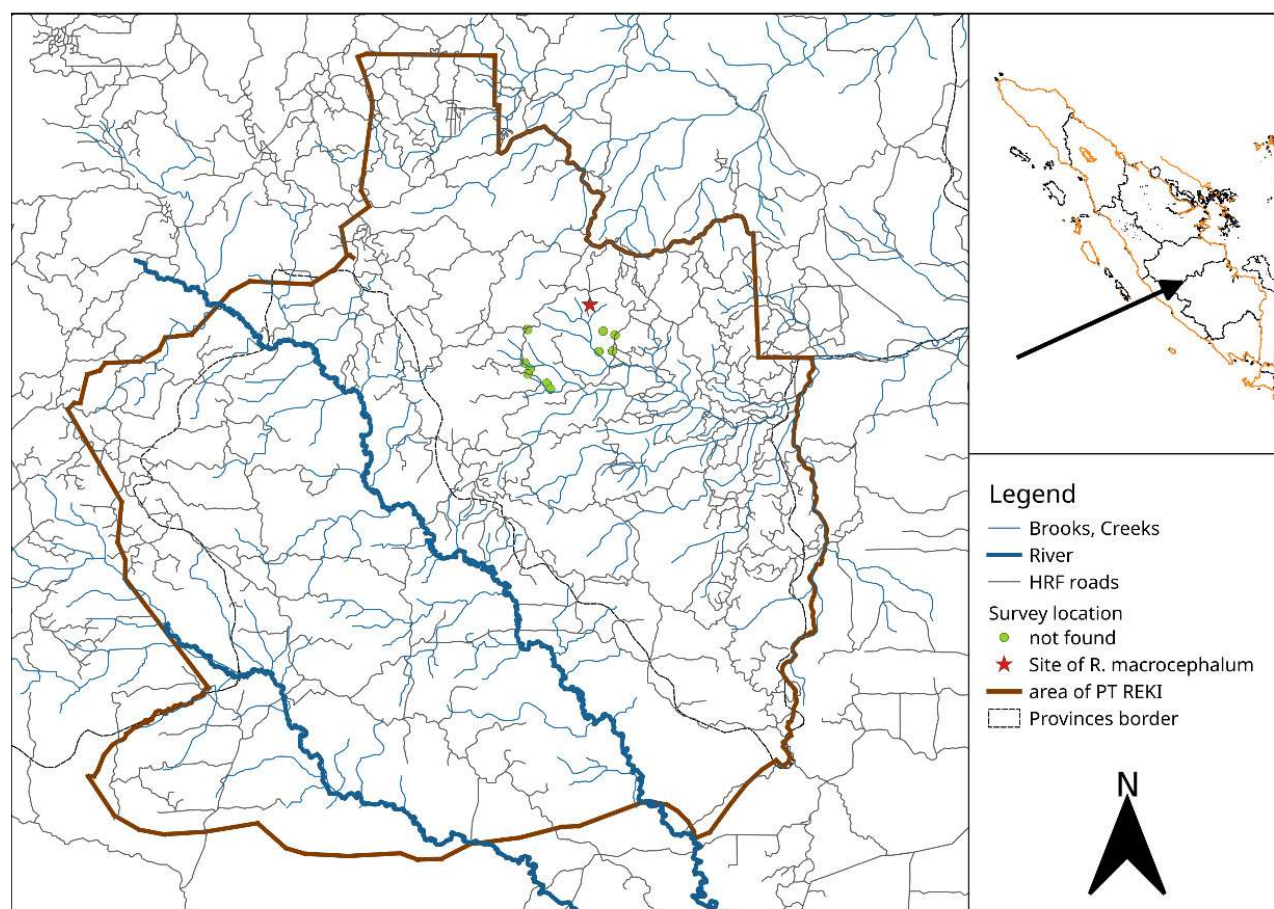 Legend
Brooks, Creeks
River
HRF roads
Survey location
not found
Site of R. macrocephalum
area of PT REKI
Provinces border
N